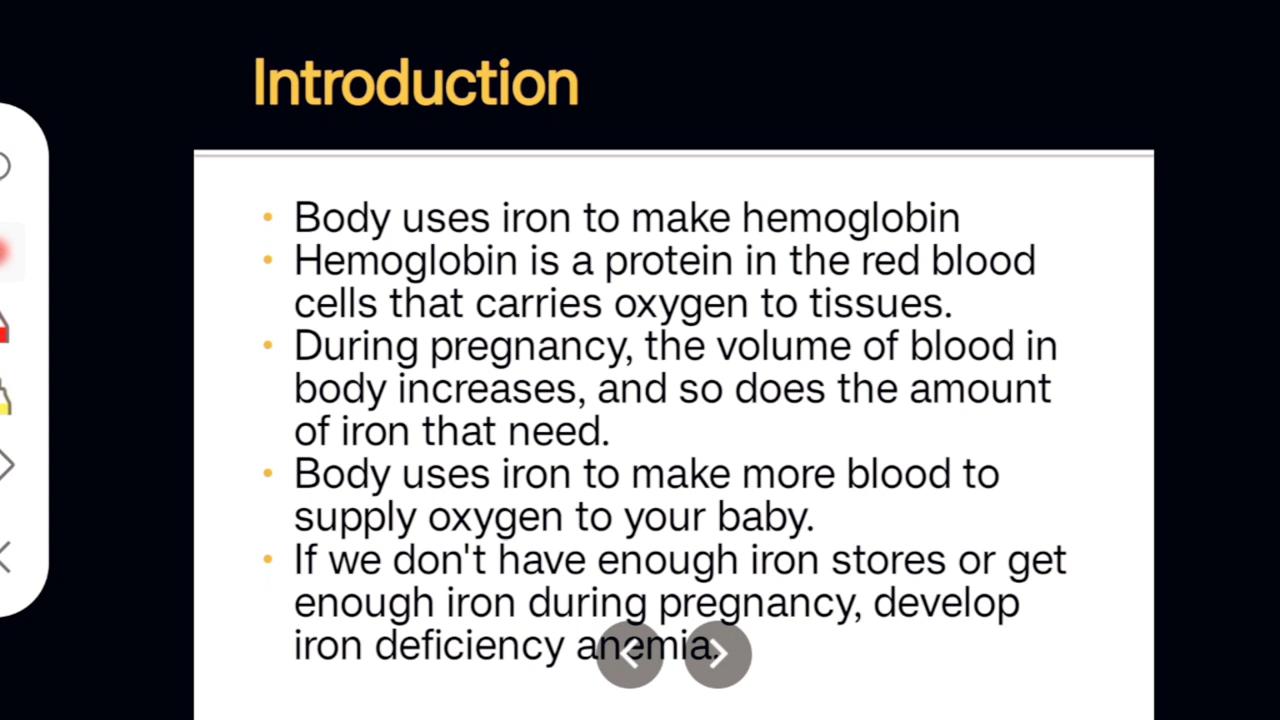 Introduction
• Body uses iron to make hemoglobin
• Hemoglobin is a protein in the red blood
cells that carries oxygen to tissues.
• During pregnancy, the volume of blood in
body increases, and so does the amount
of iron that need.
• Body uses iron to make more blood to
supply oxygen to your baby.
• If we don't have enough iron stores or get
enough iron during pregnancy, develop
iron deficiency anemia.